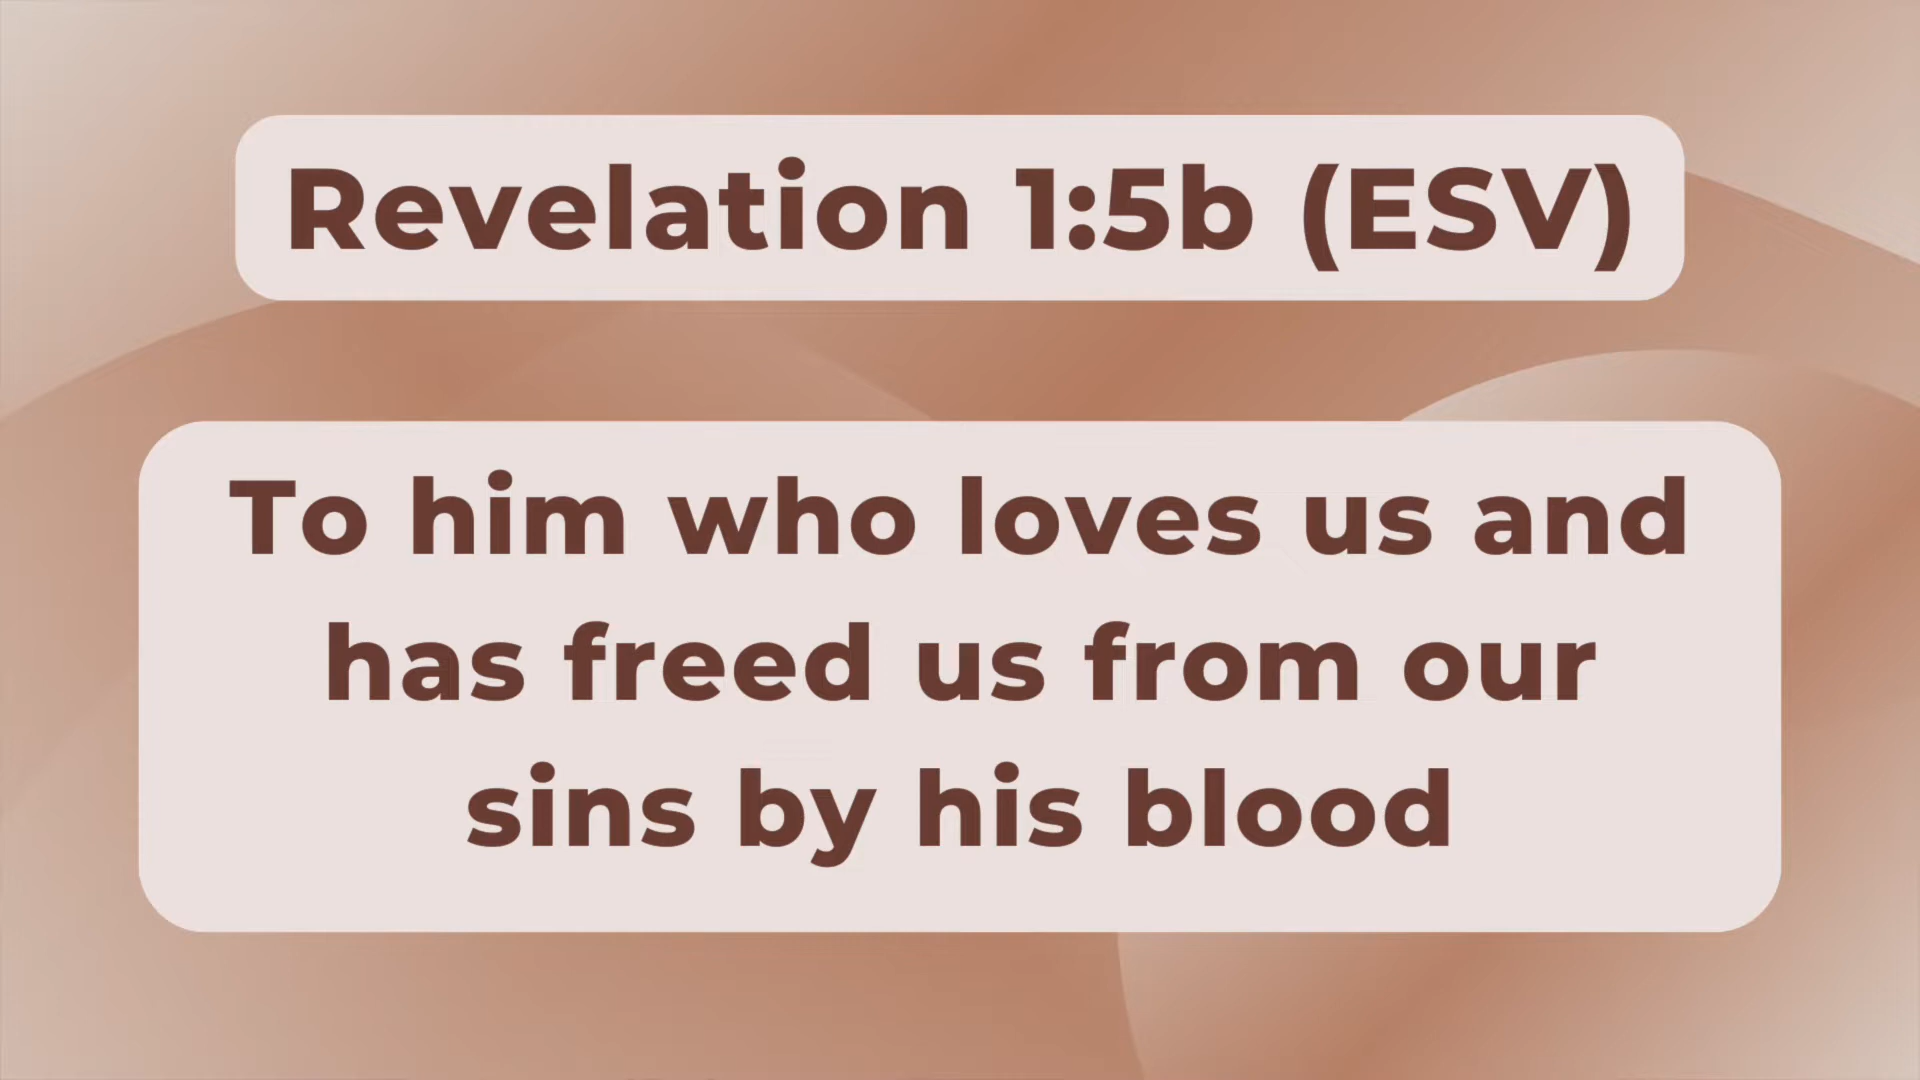 Revelation 1:5b (ESV)
To him who loves us and
has freed us from our
sins by his blood